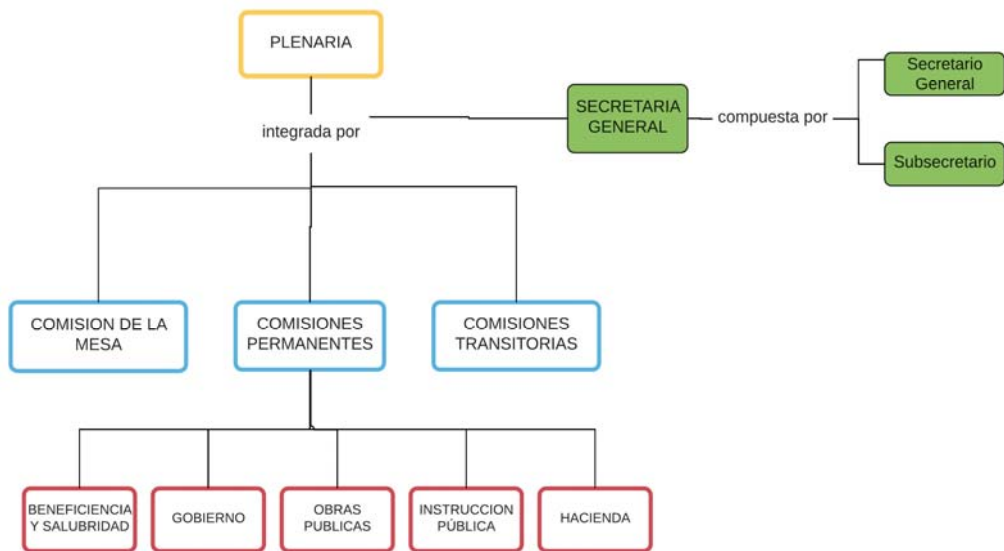 PLENARIA
integrada por
SECRETARIA
GENERAL
compuesta por
Secretario
General
Subsecretario
COMISION DE LA
MESA
COMISIONES
PERMANENTES
COMISIONES
TRANSITORIAS
BENEFICIENCIA
Y SALUBRIDAD
GOBIERNO
OBRAS
PUBLICAS
INSTRUCCION
PÚBLICA
HACIENDA